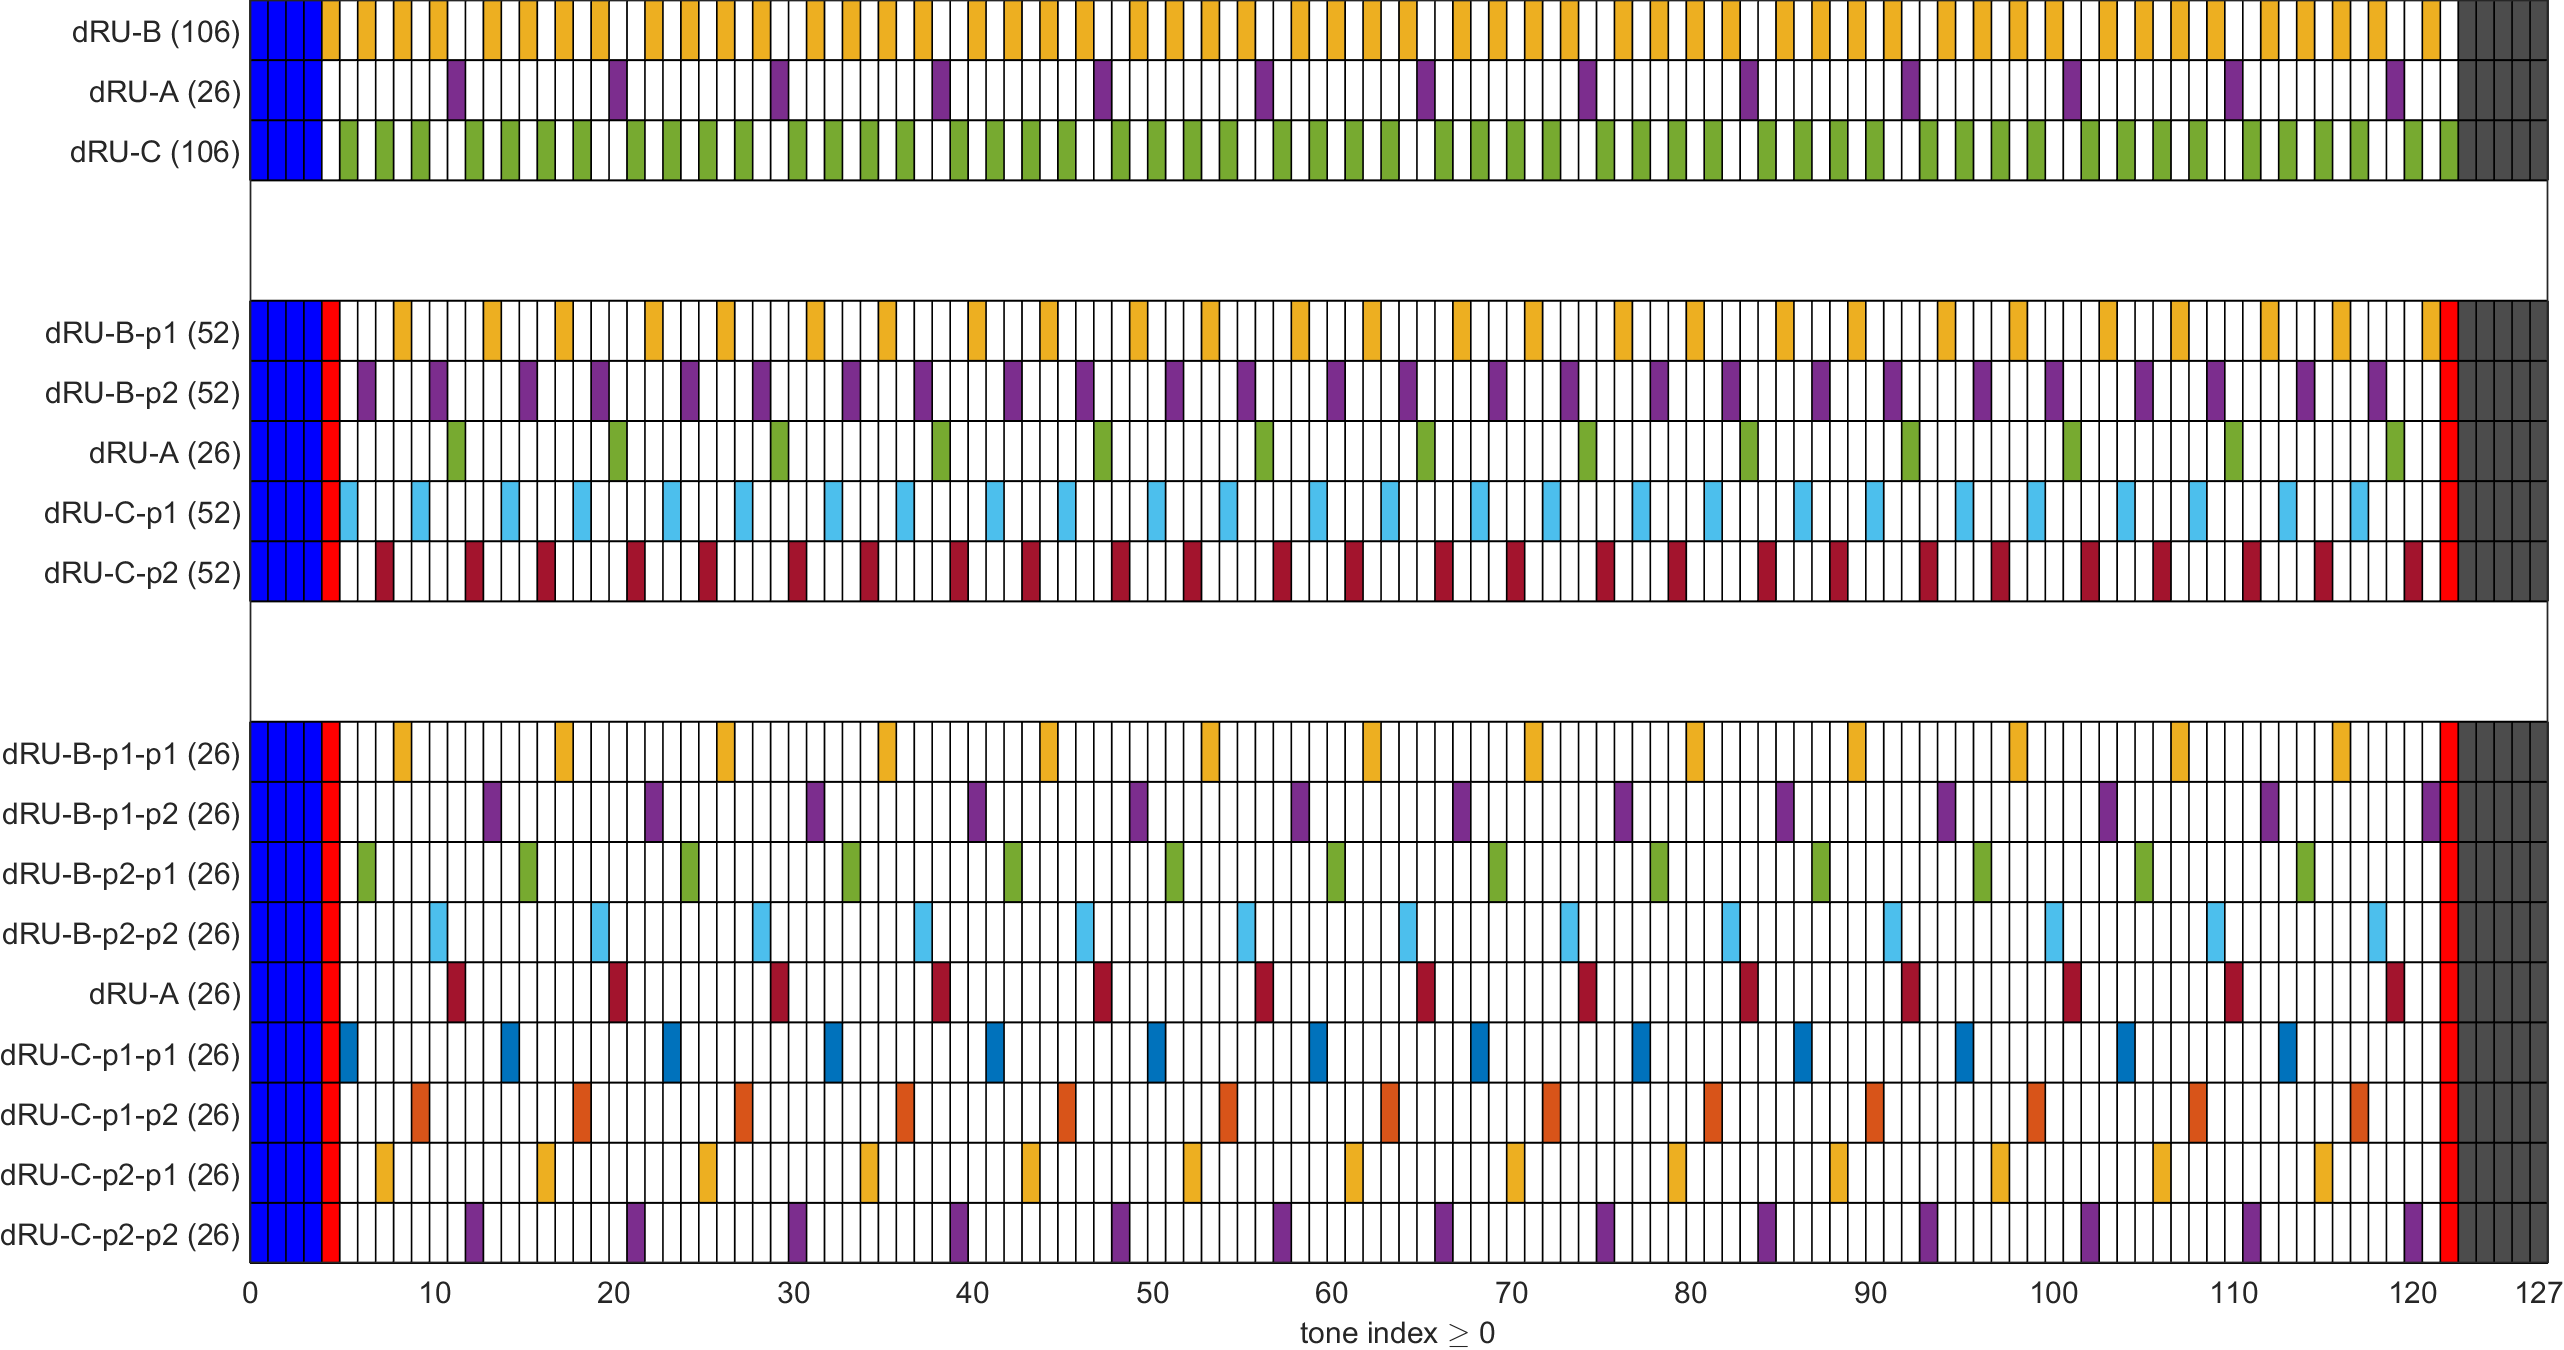 dRU-B (106)
dRU-A (26)
dRU-C (106)
dRU-B-p1 (52)
dRU-B-p2 (52)
dRU-A (26)
dRU-C-p1 (52)
dRU-C-p2 (52)
dRU-B-p1-p1 (26)
dRU-B-p1-p2 (26)
dRU-B-p2-p1 (26)
dRU-B-p2-p2 (26)
dRU-A (26)
dRU-C-p1-p1 (26)
dRU-C-p1-p2 (26)
dRU-C-p2-p1 (26)
dRU-C-p2-p2 (26)
0 10 20 30 40 50 60 70 80 90 100 110 120 127
tone index ≥ 0